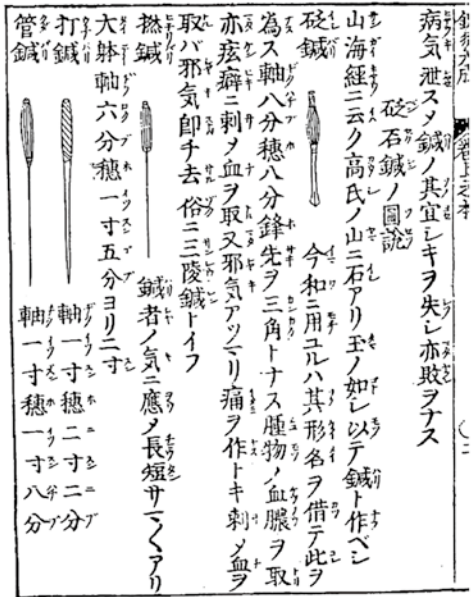 病気泄スメ鍼ノ其宜シキヲ失シ亦敗ヲナス
砭石鍼ノ圖説
山海經ニ云ク高氏ノ山ニ石アリ玉ノ如シ以テ鍼ト作ベシ
砭鍼
今和ニ用ユルハ其形名ヲ借テ此ヲ
為ス軸八分穂八分鋒先ヲ三角トナス腫物ノ血膿ヲ取
亦痃癖ニ刺メ血ヲ取又邪気アツマリ痛ヲ作トキ刺メ血ヲ
取バ邪気即チ去俗ニ三陵鍼トイフ
撚鍼
鍼者ノ気ニ應メ長短サマ〱アリ
大躰軸六分穂一寸五分ヨリ二寸
打鍼
軸一寸穂二寸二分
管鍼
軸一寸穂一寸八分